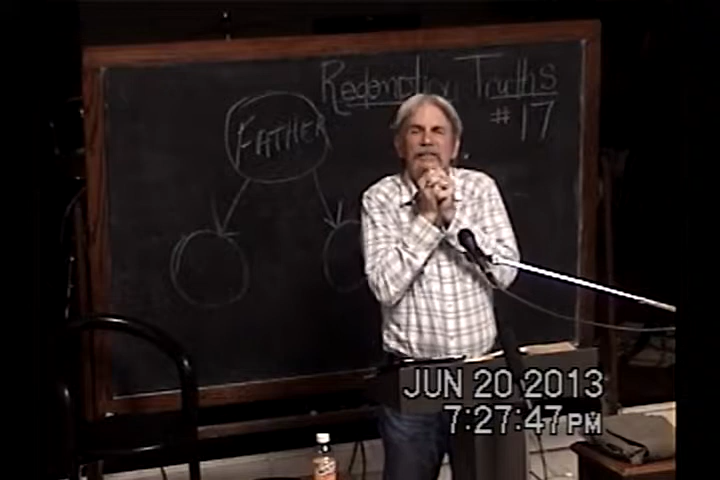 Redemption Truths
#17
FATHER
JUN 20 2013
7:27:47 PM